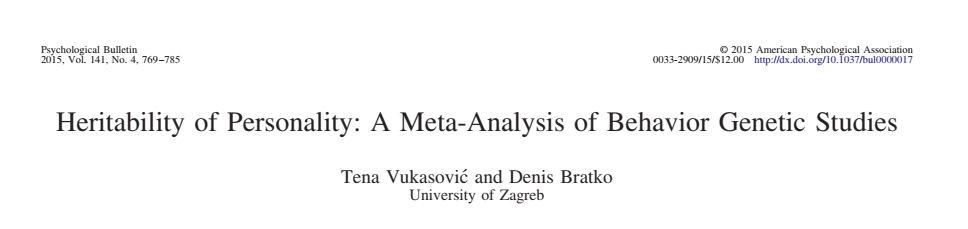 Psychological Bulletin
2015, Vol. 141, No. 4, 769–785
© 2015 American Psychological Association
0033-2909/15/$12.00 http://dx.doi.org/10.1037/bul0000017
Heritability of Personality: A Meta-Analysis of Behavior Genetic Studies
Tena Vukasović and Denis Bratko
University of Zagreb